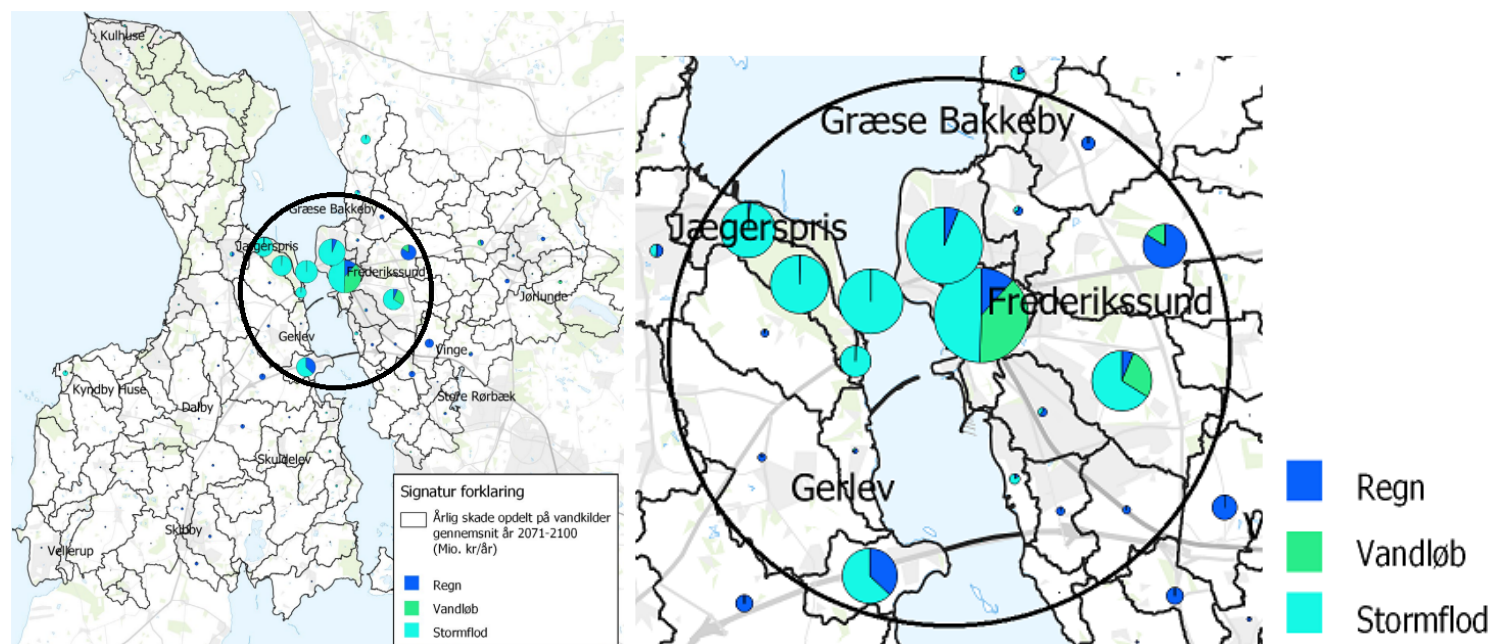 Kulhuse
Græse Bakkeby
Jægerspris
Frederikssund
Jørlunde
Gerlev
Vinge
Kyndby Huse
Dalby
Store Rørbæk
Skuldelev
Skibby
Vellerup
Signatur forklaring
Årlig skade opdelt på vandkilder
gennemsnit år 2071-2100
(Mio. kr/år)
Regn
Vandløb
Stormflod
Græse Bakkeby
Jægerspris
Frederikssund
Gerlev
Regn
Vandløb
Stormflod